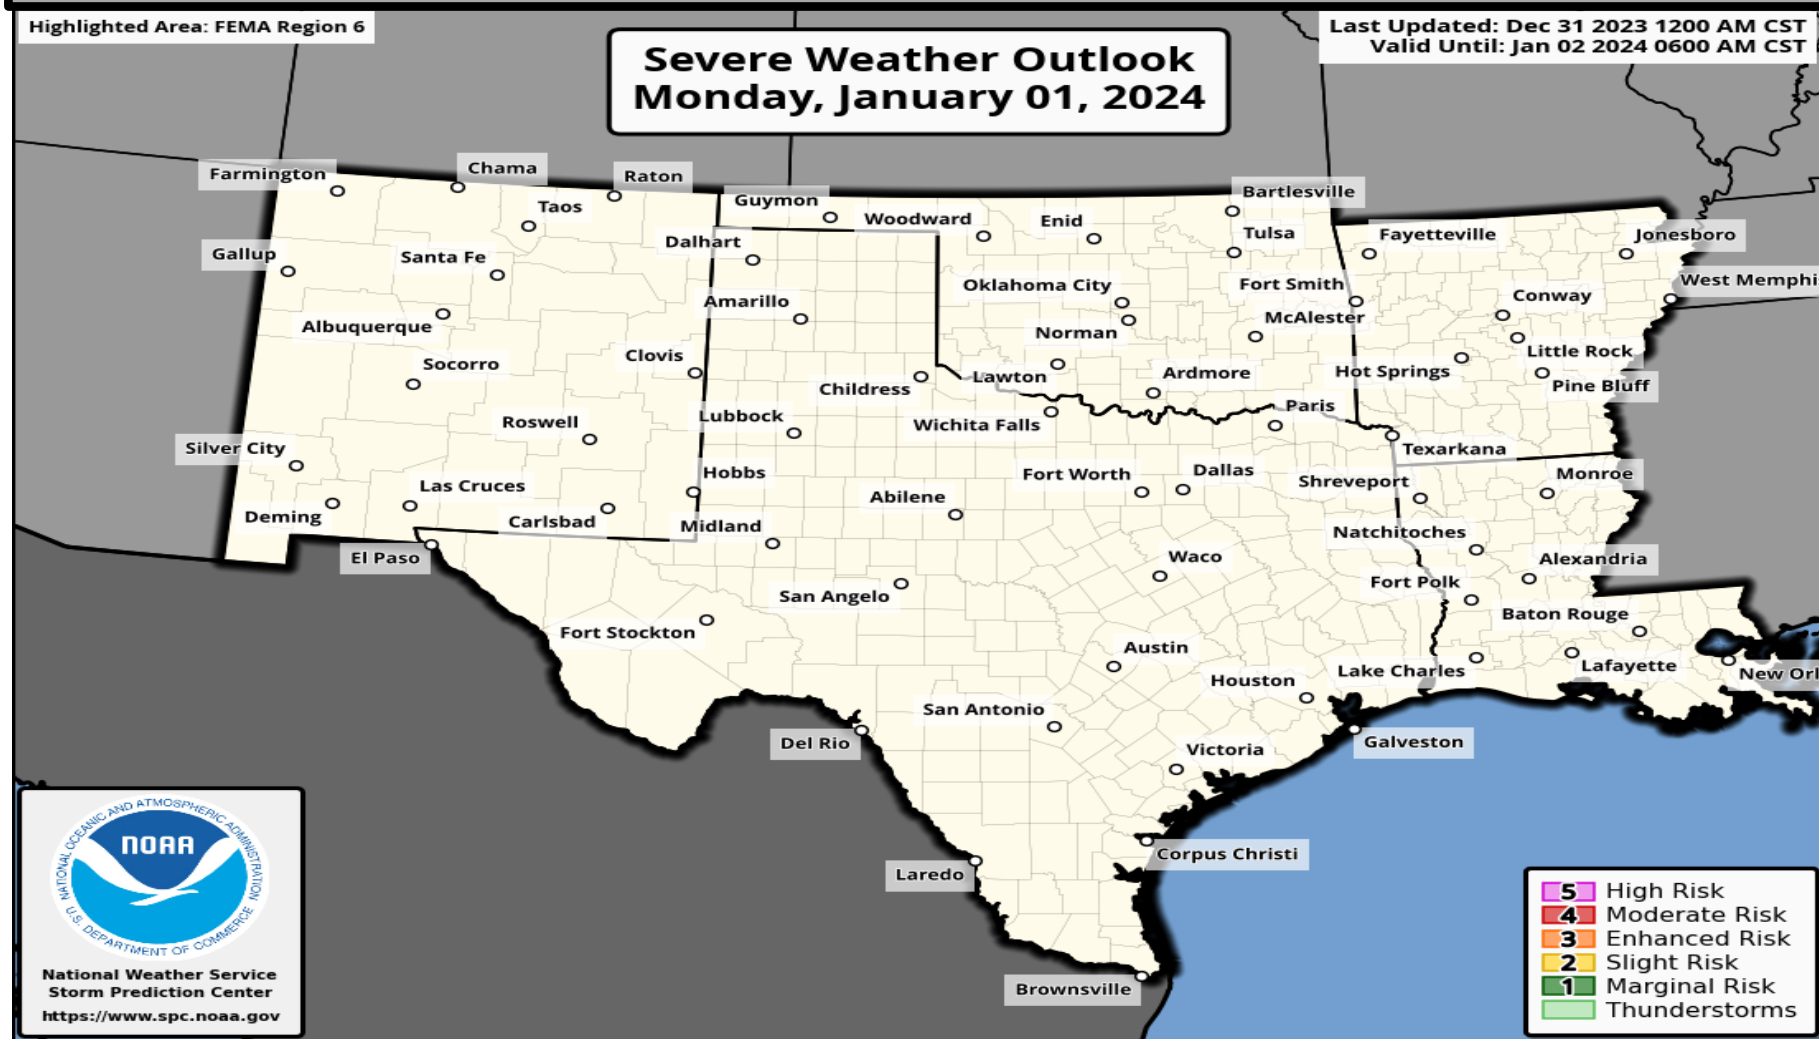 Highlighted Area: FEMA Region 6
Severe Weather Outlook
Monday, January 01, 2024
Last Updated: Dec 31 2023 1200 AM CST
Valid Until: Jan 02 2024 0600 AM CST
Farmington
Chama
Raton
Taos
Guymon
Woodward
Enid
Bartlesville
Gallup
Santa Fe
Dalhart
Tulsa
Fayetteville
Jonesboro
Albuquerque
Amarillo
Oklahoma City
Fort Smith
Conway
West Memphi
Norman
McAlester
Socorro
Clovis
Childress
Lawton
Ardmore
Hot Springs
Little Rock
Pine Bluff
Roswell
Lubbock
Wichita Falls
Paris
Silver City
Hobbs
Fort Worth
Dallas
Texarkana
Las Cruces
Abilene
Shreveport
Monroe
Deming
Carlsbad
Midland
Natchitoches
El Paso
Waco
Alexandria
San Angelo
Fort Polk
Fort Stockton
Baton Rouge
Austin
Lake Charles
Lafayette
Houston
New Orl
San Antonio
Del Rio
Victoria
Galveston
Laredo
Corpus Christi
Brownsville
NATIONAL OCEANIC AND ATMOSPHERIC ADMINISTRATION
NOAA
U.S. DEPARTMENT OF COMMERCE
National Weather Service
Storm Prediction Center
https://www.spc.noaa.gov
5 High Risk
4 Moderate Risk
3 Enhanced Risk
2 Slight Risk
1 Marginal Risk
Thunderstorms